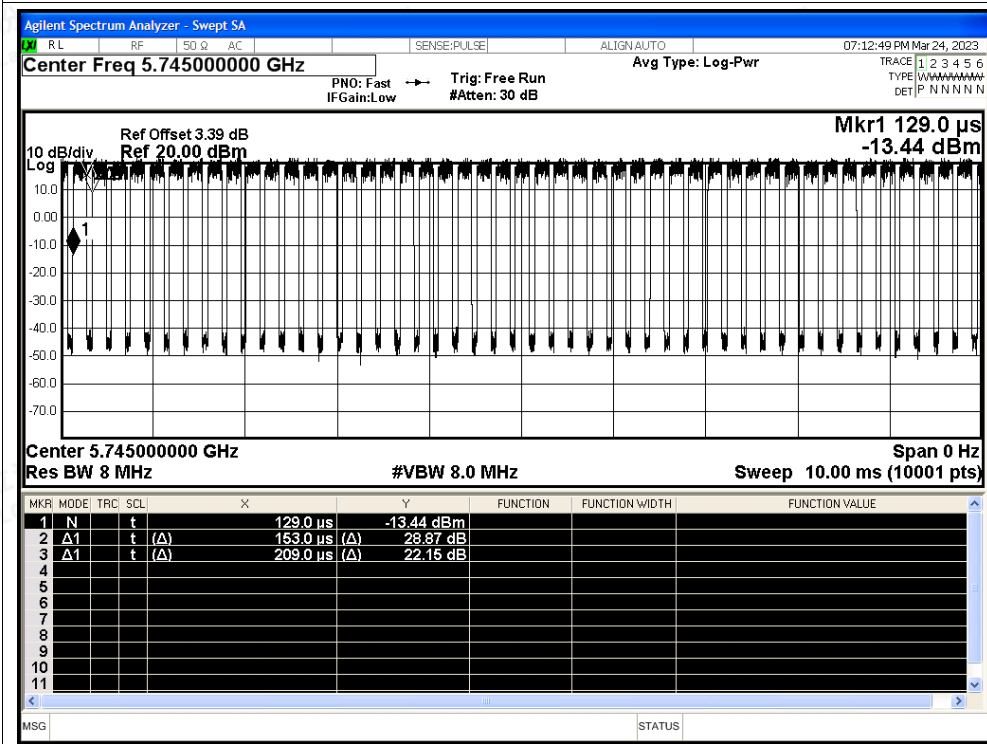 Agilent Spectrum Analyzer - Swept SA
LXI RL RF 50 Ω AC SENSE:PULSE ALIGN AUTO 07:12:49 PM Mar 24, 2023
Center Freq 5.745000000 GHz Avg Type: Log-Pwr TRACE 1 2 3 4 5 6
PNO: Fast Trig: Free Run TYPE
IFGain:Low #Atten: 30 dB DET P N N N N N
Mkr1 129.0 µs
Ref Offset 3.39 dB
10 dB/div Ref 20.00 dBm -13.44 dBm
Log
10.0
0.00
1
-10.0
-20.0
-30.0
-40.0
-50.0
-60.0
-70.0
Center 5.745000000 GHz Span 0 Hz
Res BW 8 MHz #VBW 8.0 MHz Sweep 10.00 ms (10001 pts)
MKR MODE TRC SCL X Y FUNCTION FUNCTION WIDTH FUNCTION VALUE
1 N t 129.0 µs -13.44 dBm
2 Δ1 t (Δ) 153.0 µs (Δ) 28.87 dB
3 Δ1 t (Δ) 209.0 µs (Δ) 22.15 dB
4
5
6
7
8
9
10
11
MSG STATUS